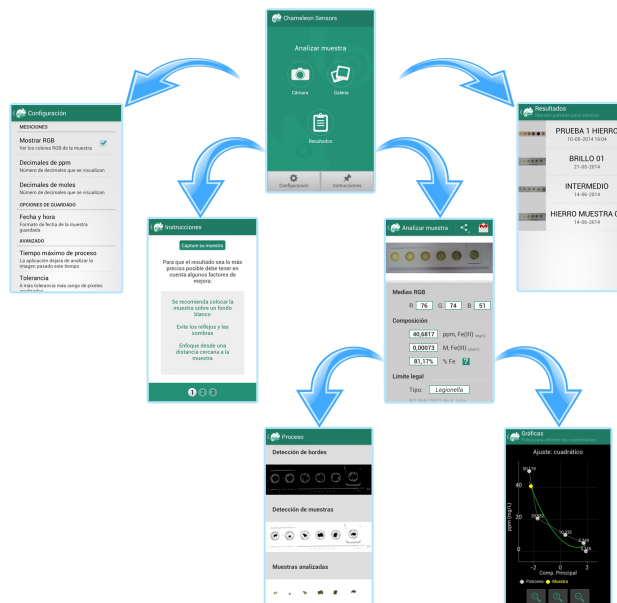 Chameleon Sensors
Analizar muestra
Cámara
Galería
Resultados
Configuración
Instrucciones
Configuración
MEDICIONES
Mostrar RGB
Ver los colores RGB de la muestra
Decimales de ppm
Número de decimales que se visualizan
Decimales de moles
Número de decimales que se visualizan
OPCIONES DE GUARDADO
Fecha y hora
Formato de fecha de la muestra
guardada
AVANZADO
Tiempo máximo de proceso
La aplicación dejará de analizar la
imagen pasado este tiempo
Tolerancia
A más tolerancia más rango de píxeles
Instrucciones
Capture su muestra
Para que el resultado sea lo más
preciso posible debe tener en
cuenta algunos factores de
mejora:
Se recomienda colocar la
muestra sobre un fondo
blanco
Evite los reflejos y las
sombras
Enfoque desde una
distancia cercana a la
muestra
1 2 3
Analizar muestra
Medias RGB
R 76 G 74 B 51
Composición
40,6817 ppm, Fe(III)
0,00073 M, Fe(III)
81,17% % Fe ?
Límite legal
Tipo: Legionella
Resultados
PRUEBA 1 HIERRO
10-05-2014 16:04
BRILLO 01
21-05-2014
INTERMEDIO
14-06-2014
HIERRO MUESTRA
14-06-2014
Proceso
Detección de bordes
Detección de muestras
Muestras analizadas
Gráficas
Ajuste: cuadrático
ppm (mg/L)
40
20
0
-2 0 2
Comp. Principal
Patrones Muestra